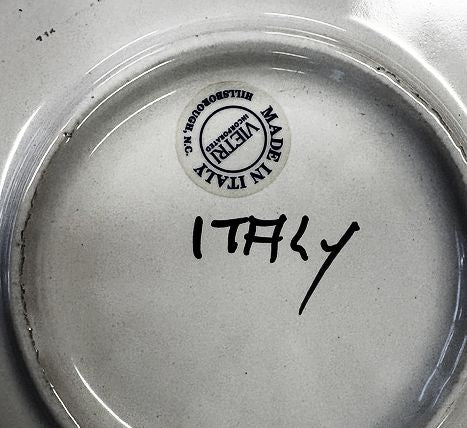 MADE IN ITALY
VIETRI
INCORPORATED
HILLSBOROUGH, N.C.
ITALY